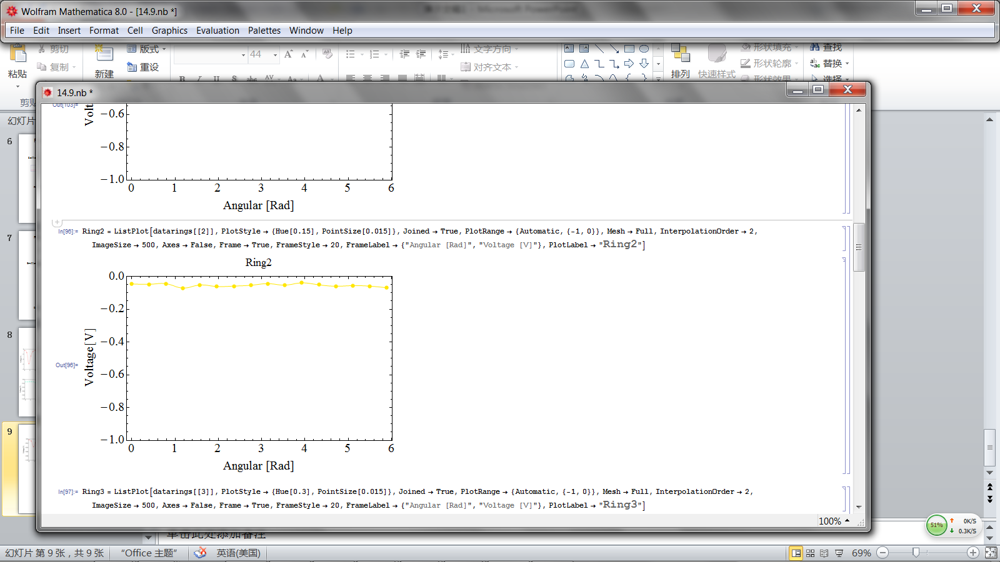 Wolfram Mathematica 8.0 - [14.9.nb *]
File Edit Insert Format Cell Graphics Evaluation Palettes Window Help
剪切 版式 44 文字方向 形状填充 查找
复制 重设 对齐文本 形状轮廓 替换
粘贴 新建 排列 快速样式 形状效果 选择
14.9.nb *
幻灯片
6
7
8
9
Out[103]=
Volt
−0.6
−0.8
−1.0
0 1 2 3 4 5 6
Angular [Rad]
In[96]:= Ring2 = ListPlot[datarings[[2]], PlotStyle → {Hue[0.15], PointSize[0.015]}, Joined → True, PlotRange → {Automatic, {-1, 0}}, Mesh → Full, InterpolationOrder → 2,
ImageSize → 500, Axes → False, Frame → True, FrameStyle → 20, FrameLabel → {"Angular [Rad]", "Voltage [V]"}, PlotLabel → "Ring2"]
Ring2
0.0
−0.2
−0.4
−0.6
−0.8
−1.0
Voltage[V]
Out[96]=
0 1 2 3 4 5 6
Angular [Rad]
In[97]:= Ring3 = ListPlot[datarings[[3]], PlotStyle → {Hue[0.3], PointSize[0.015]}, Joined → True, PlotRange → {Automatic, {-1, 0}}, Mesh → Full, InterpolationOrder → 2,
ImageSize → 500, Axes → False, Frame → True, FrameStyle → 20, FrameLabel → {"Angular [Rad]", "Voltage [V]"}, PlotLabel → "Ring3"]
100%
51% 0K/S
0.3K/S
单击此处添加备注
幻灯片 第 9 张，共 9 张 "Office 主题" 英语(美国) 69%